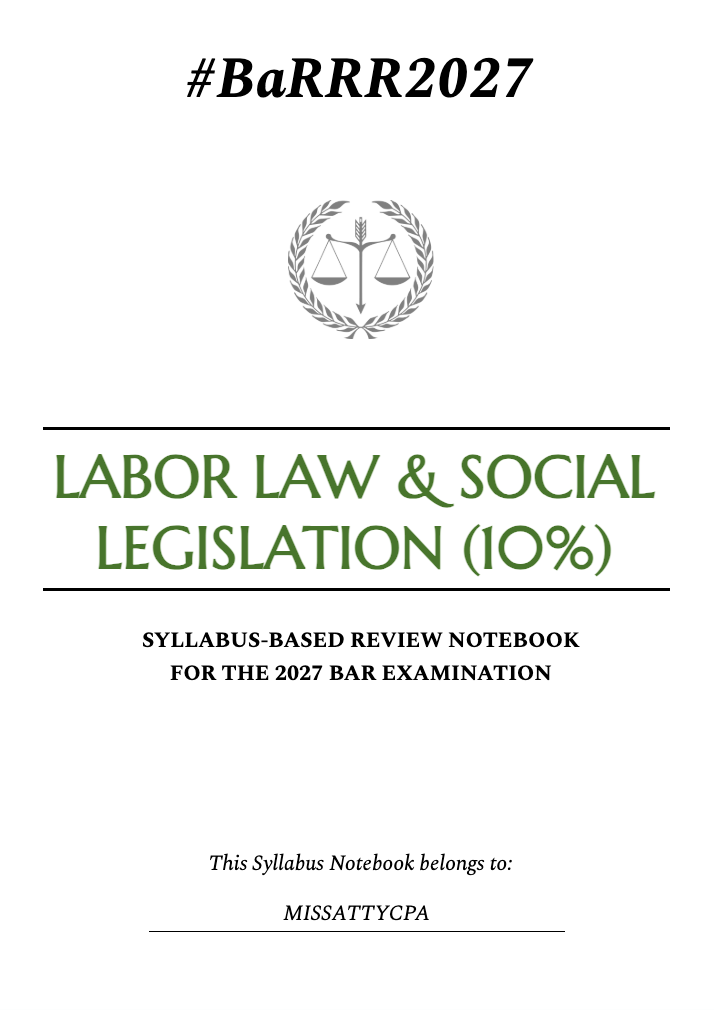 #BaRRR2027
LABOR LAW & SOCIAL
LEGISLATION (10%)
SYLLABUS-BASED REVIEW NOTEBOOK
FOR THE 2027 BAR EXAMINATION
This Syllabus Notebook belongs to:
MISSATTYCPA